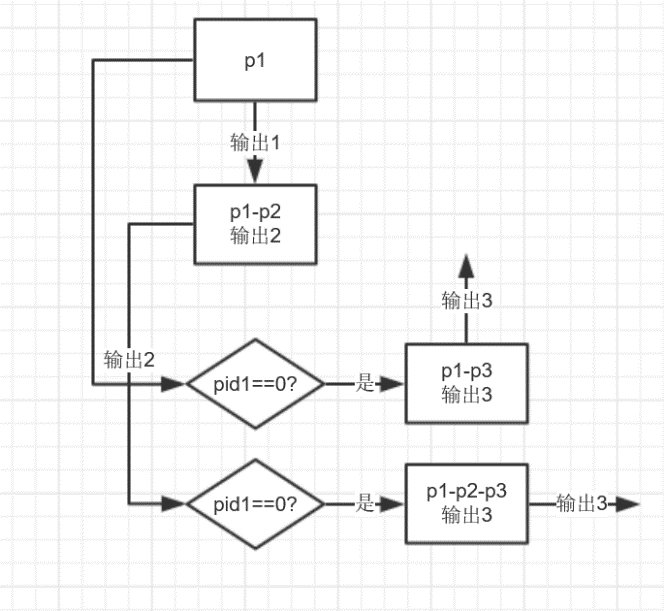 p1
输出1
p1-p2
输出2
输出3
输出2
pid1==0?
是
p1-p3
输出3
pid1==0?
是
p1-p2-p3
输出3
输出3